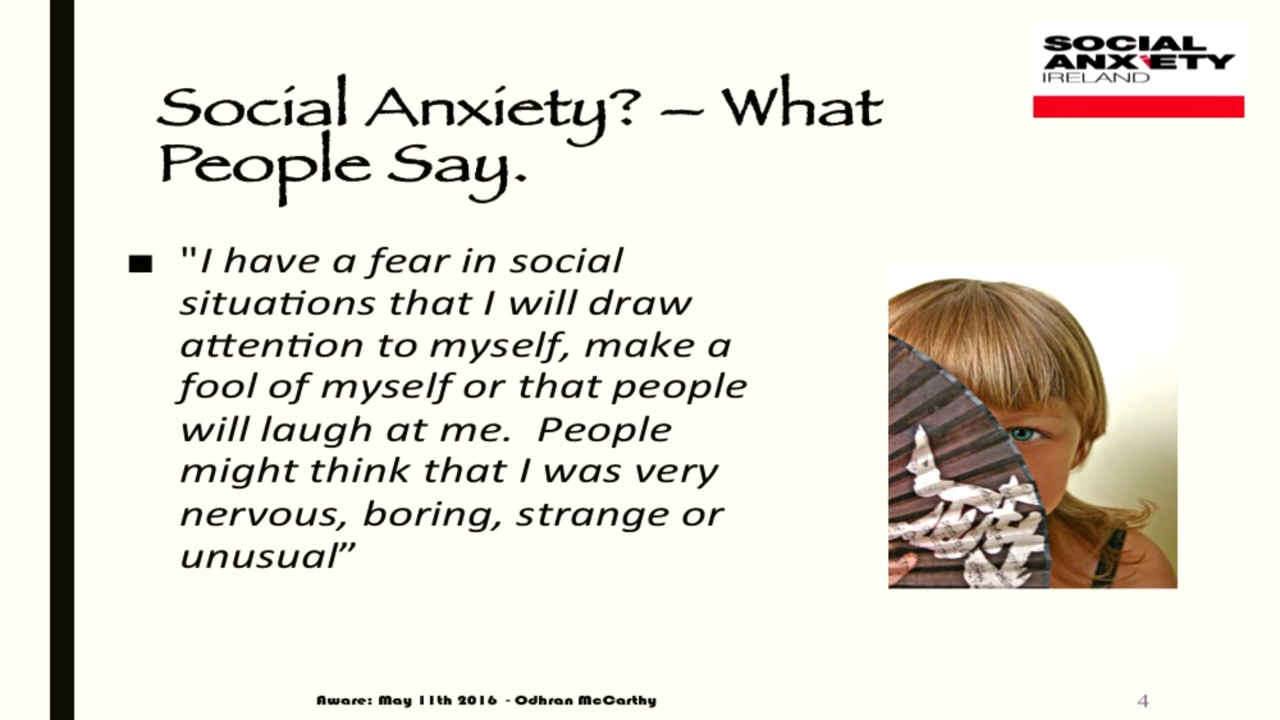 SOCIAL
ANXIETY
IRELAND
Social Anxiety? – What
People Say.
■ "I have a fear in social
situations that I will draw
attention to myself, make a
fool of myself or that people
will laugh at me.  People
might think that I was very
nervous, boring, strange or
unusual”
Aware: May 11th 2016 - Odhran McCarthy
4